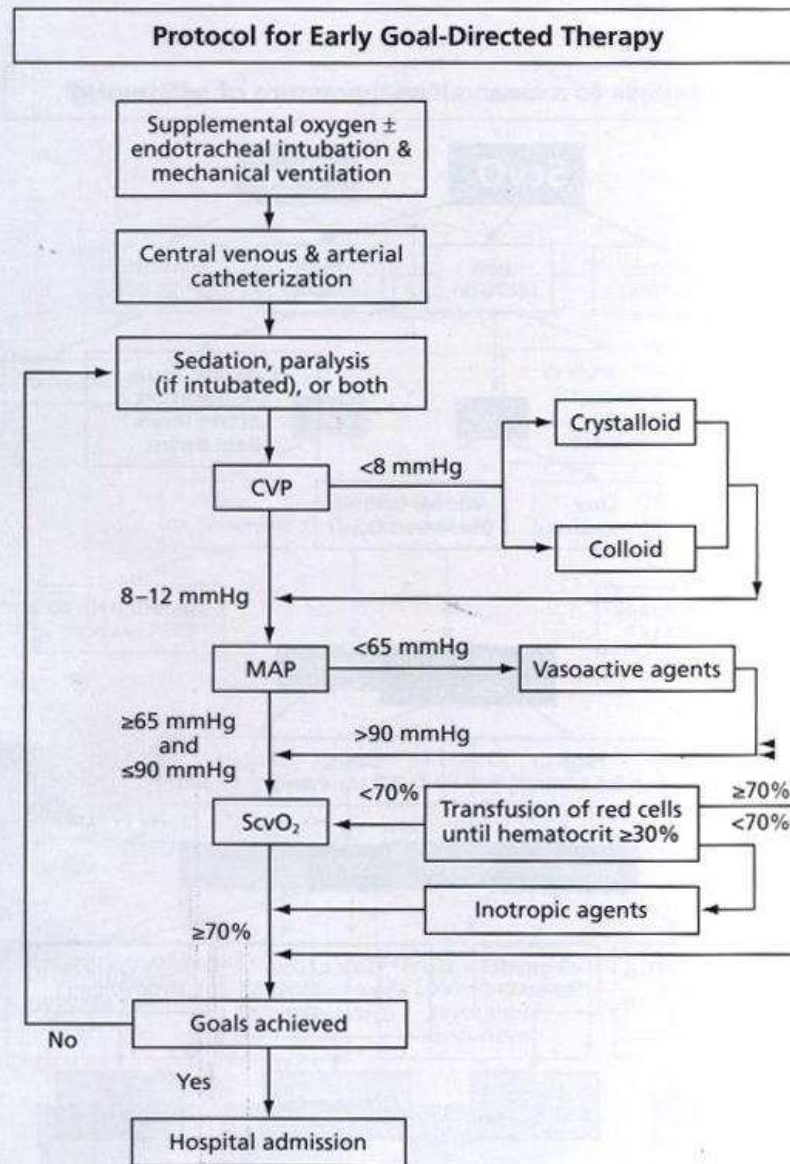 Protocol for Early Goal-Directed Therapy
Supplemental oxygen ±
endotracheal intubation &
mechanical ventilation
Central venous & arterial
catheterization
Sedation, paralysis
(if intubated), or both
Crystalloid
<8 mmHg
CVP
Colloid
8–12 mmHg
<65 mmHg
MAP
Vasoactive agents
≥65 mmHg
and
≤90 mmHg
>90 mmHg
<70%
ScvO₂
Transfusion of red cells
until hematocrit ≥30%
≥70%
<70%
Inotropic agents
≥70%
Goals achieved
No
Yes
Hospital admission